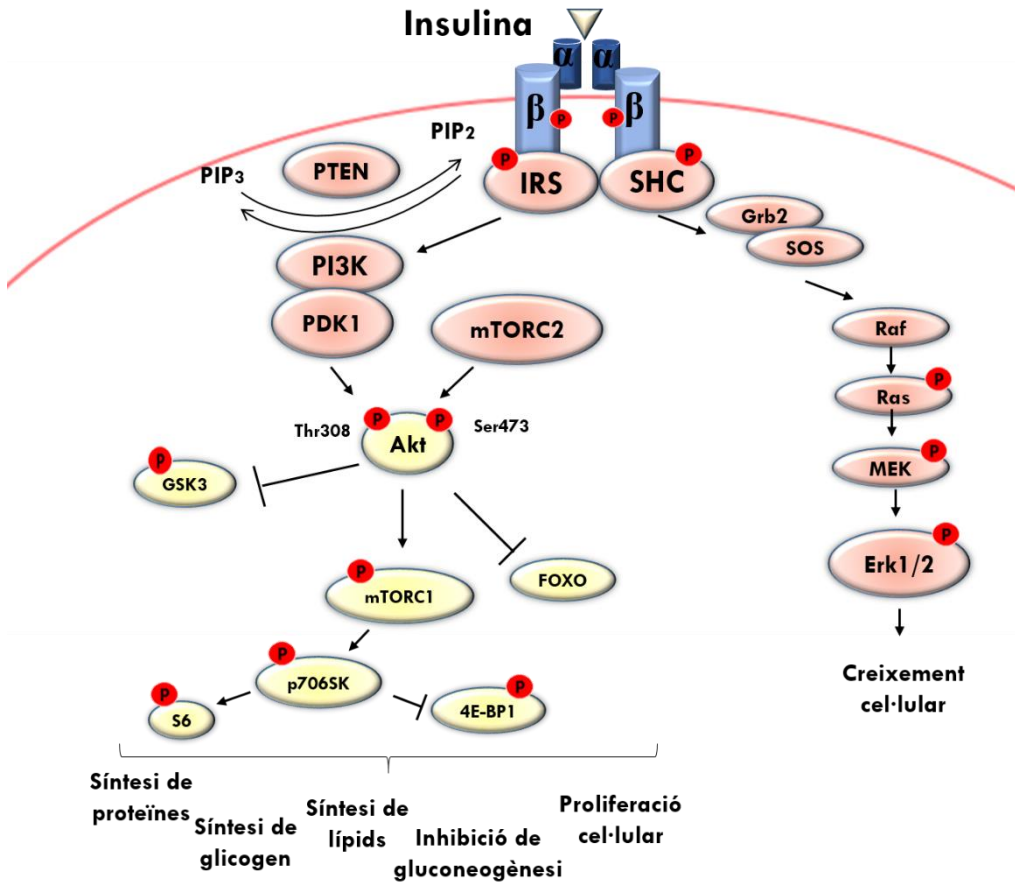 Insulina
α α
β β
P P
PIP2
P P
PTEN
IRS SHC
PIP3
Grb2
SOS
PI3K
PDK1
mTORC2
Raf
P
Ras
P P
Thr308
Ser473
Akt
P
MEK
P
GSK3
P
Erk1/2
P
mTORC1
FOXO
P
p706SK
P
S6
P
4E-BP1
Creixement
cel·lular
Síntesi de
proteïnes
Síntesi de
glicogen
Síntesi de
lípids
Inhibició de
gluconeogènesi
Proliferació
cel·lular